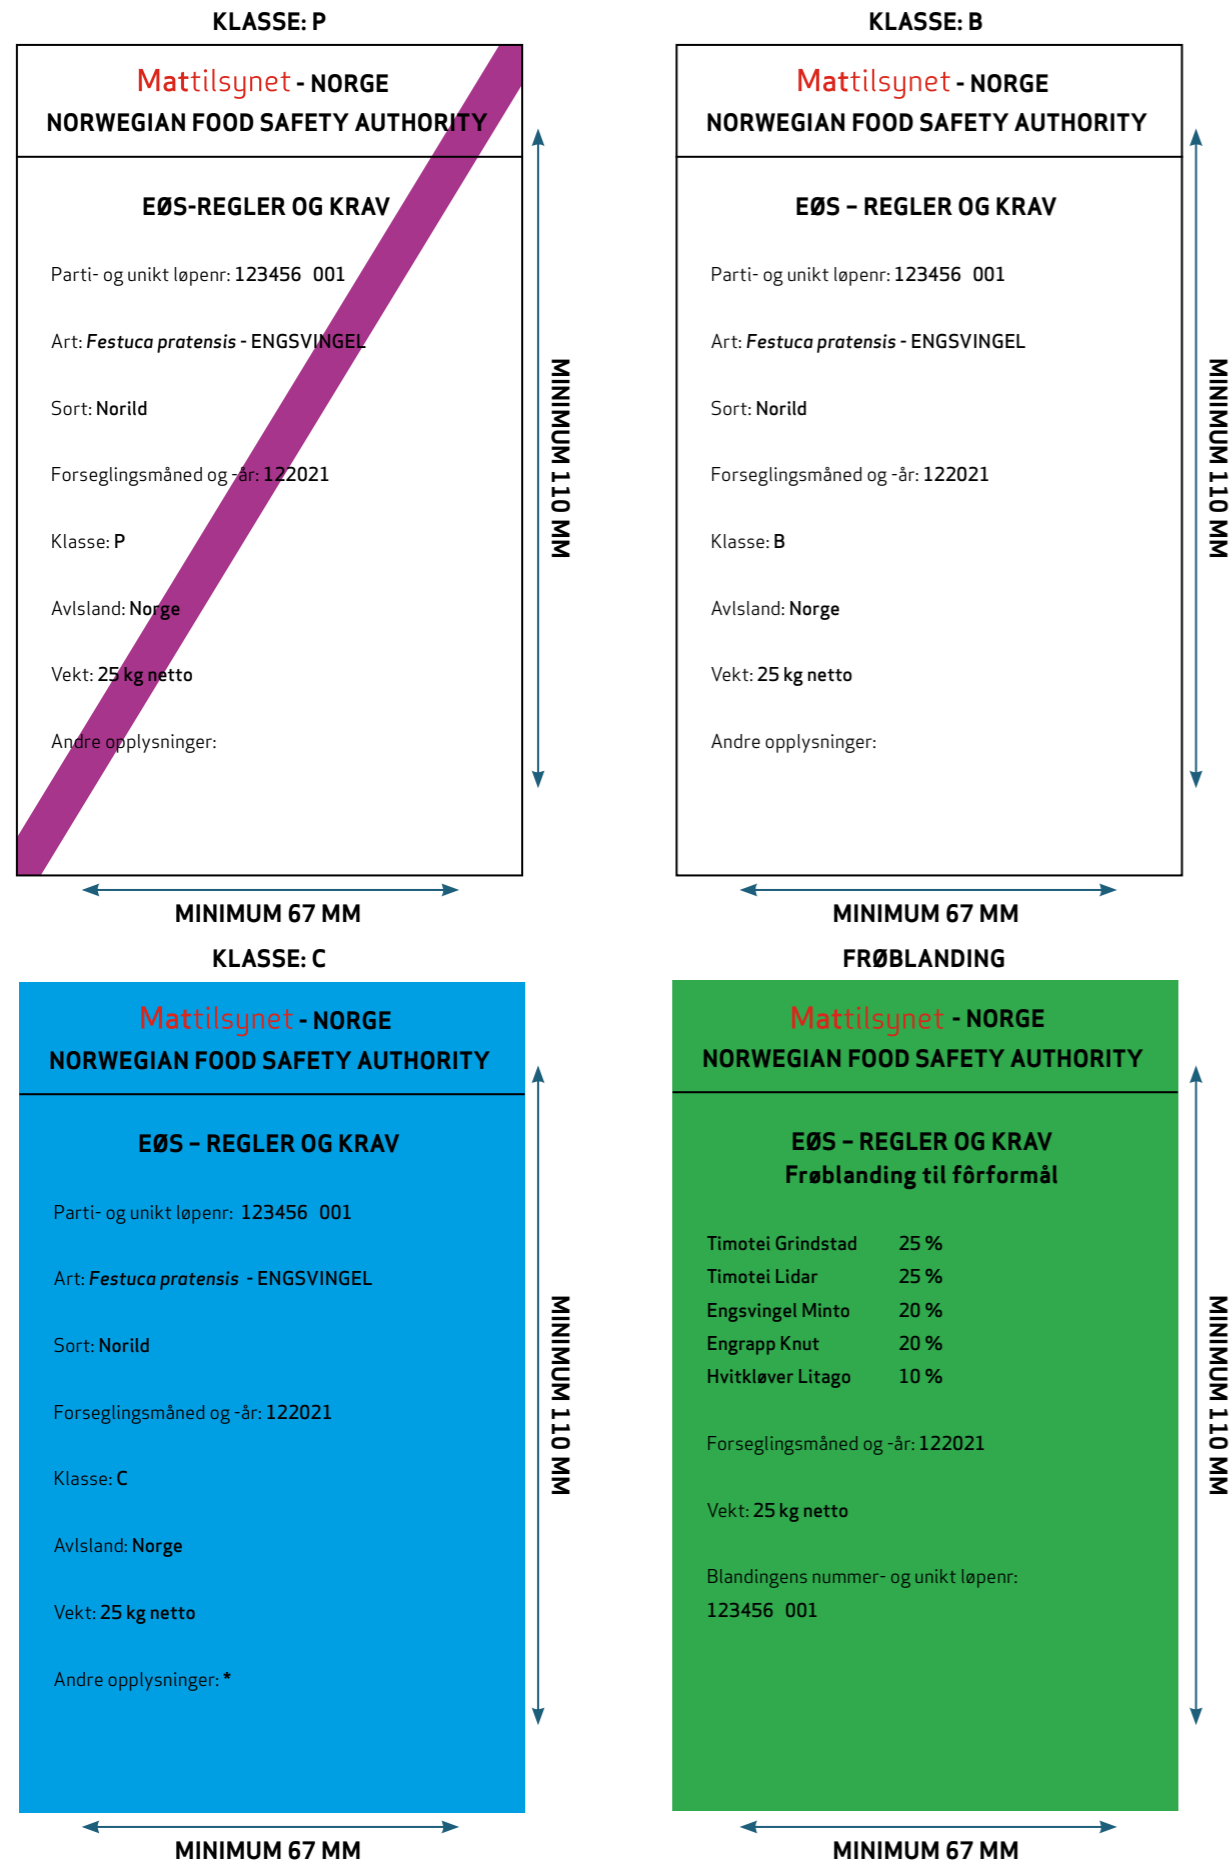 KLASSE: P
Mattilsynet - NORGE
NORWEGIAN FOOD SAFETY AUTHORITY
EØS-REGLER OG KRAV
Parti- og unikt løpenr: 123456 001
Art: Festuca pratensis - ENGSVINGEL
Sort: Norild
Forseglingsmåned og -år: 122021
Klasse: P
Avlsland: Norge
Vekt: 25 kg netto
Andre opplysninger:
MINIMUM 110 MM
MINIMUM 67 MM
KLASSE: B
Mattilsynet - NORGE
NORWEGIAN FOOD SAFETY AUTHORITY
EØS – REGLER OG KRAV
Parti- og unikt løpenr: 123456 001
Art: Festuca pratensis - ENGSVINGEL
Sort: Norild
Forseglingsmåned og -år: 122021
Klasse: B
Avlsland: Norge
Vekt: 25 kg netto
Andre opplysninger:
MINIMUM 110 MM
MINIMUM 67 MM
KLASSE: C
Mattilsynet - NORGE
NORWEGIAN FOOD SAFETY AUTHORITY
EØS – REGLER OG KRAV
Parti- og unikt løpenr: 123456 001
Art: Festuca pratensis - ENGSVINGEL
Sort: Norild
Forseglingsmåned og -år: 122021
Klasse: C
Avlsland: Norge
Vekt: 25 kg netto
Andre opplysninger: *
MINIMUM 110 MM
MINIMUM 67 MM
FRØBLANDING
Mattilsynet - NORGE
NORWEGIAN FOOD SAFETY AUTHORITY
EØS – REGLER OG KRAV
Frøblanding til fôrformål
Timotei Grindstad 25 %
Timotei Lidar 25 %
Engsvingel Minto 20 %
Engrapp Knut 20 %
Hvitkløver Litago 10 %
Forseglingsmåned og -år: 122021
Vekt: 25 kg netto
Blandingens nummer- og unikt løpenr:
123456 001
MINIMUM 110 MM
MINIMUM 67 MM